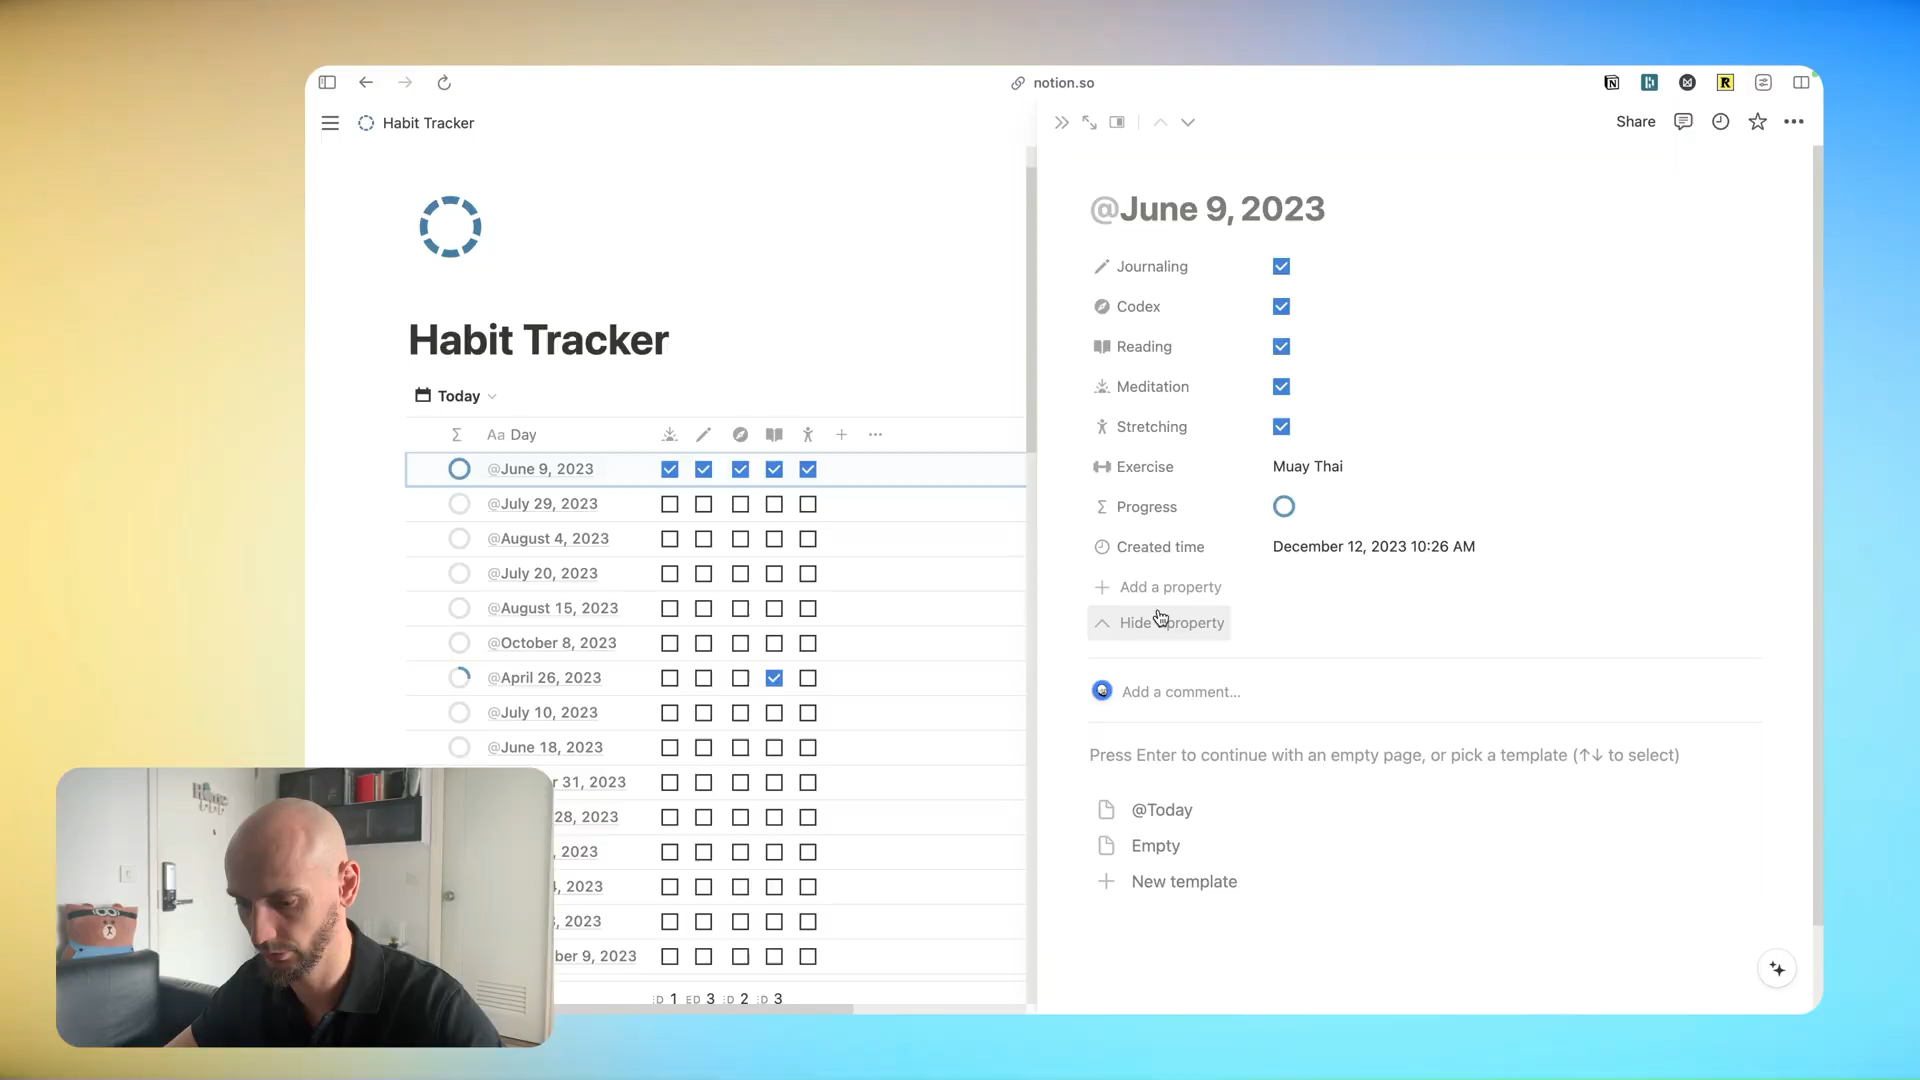 notion.so
Habit Tracker
Share
Habit Tracker
Today
Σ Aa Day
@June 9, 2023
@July 29, 2023
@August 4, 2023
@July 20, 2023
@August 15, 2023
@October 8, 2023
@April 26, 2023
@July 10, 2023
@June 18, 2023
r 31, 2023
28, 2023
, 2023
, 2023
, 2023
ber 9, 2023
D 1 ED 3 D 2 D 3
@June 9, 2023
Journaling
Codex
Reading
Meditation
Stretching
Exercise Muay Thai
Σ Progress
Created time December 12, 2023 10:26 AM
+ Add a property
Hide property
Add a comment...
Press Enter to continue with an empty page, or pick a template (↑↓ to select)
@Today
Empty
+ New template